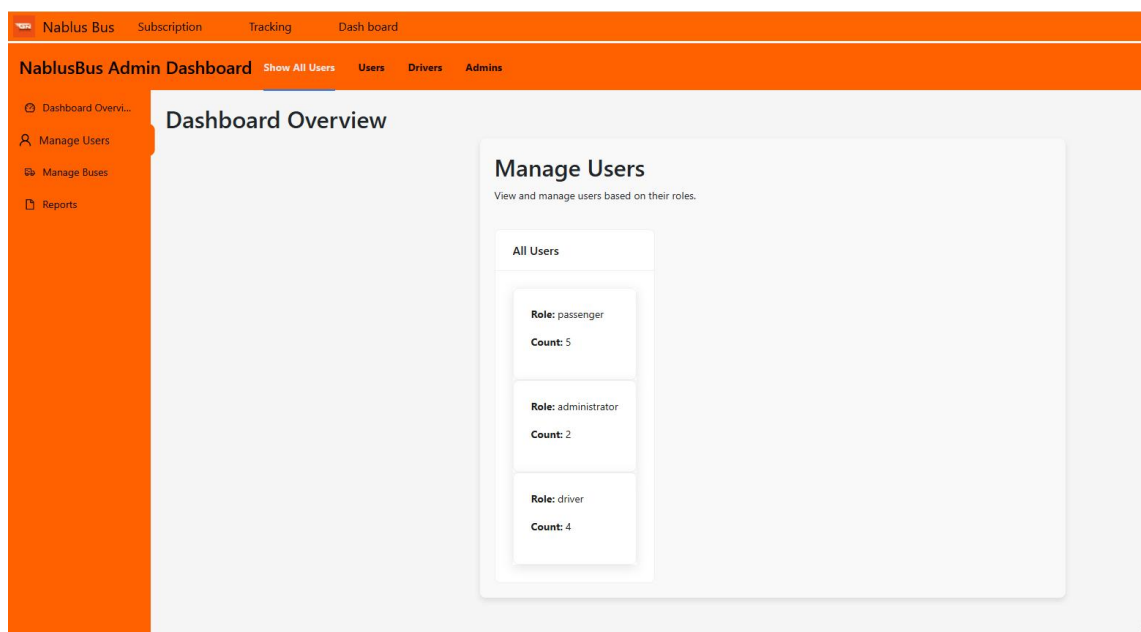 Nablus Bus Subscription Tracking Dash board
NablusBus Admin Dashboard Show All Users Users Drivers Admins
Dashboard Overvi...
Manage Users
Manage Buses
Reports
Dashboard Overview
Manage Users
View and manage users based on their roles.
All Users
Role: passenger
Count: 5
Role: administrator
Count: 2
Role: driver
Count: 4